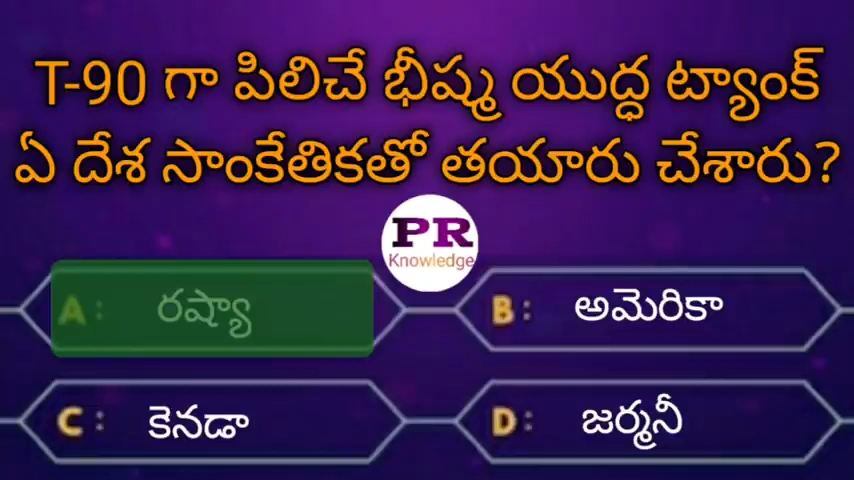 T-90 గా పిలిచే భీష్మ యుద్ధ ట్యాంక్
ఏ దేశ సాంకేతికతో తయారు చేశారు?
PR
Knowledge
A: రష్యా
B: అమెరికా
C: కెనడా
D: జర్మనీ